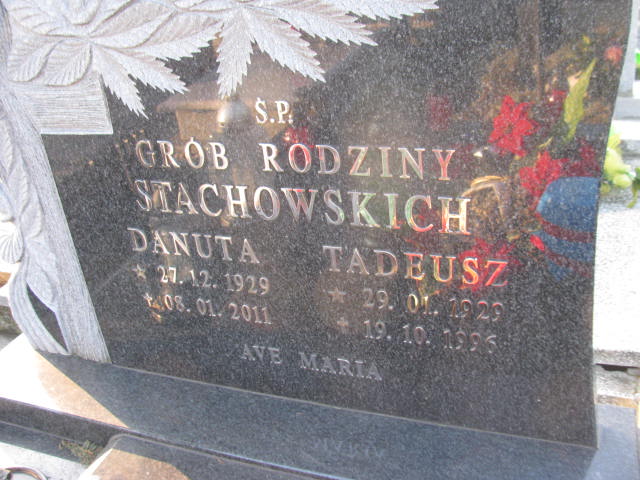 Ś.P.
GRÓB RODZINY
STACHOWSKICH
DANUTA TADEUSZ
★ 27.12.1929 ★ 29.01.1929
✝ 08.01.2011 ✝ 19.10.1996
AVE MARIA